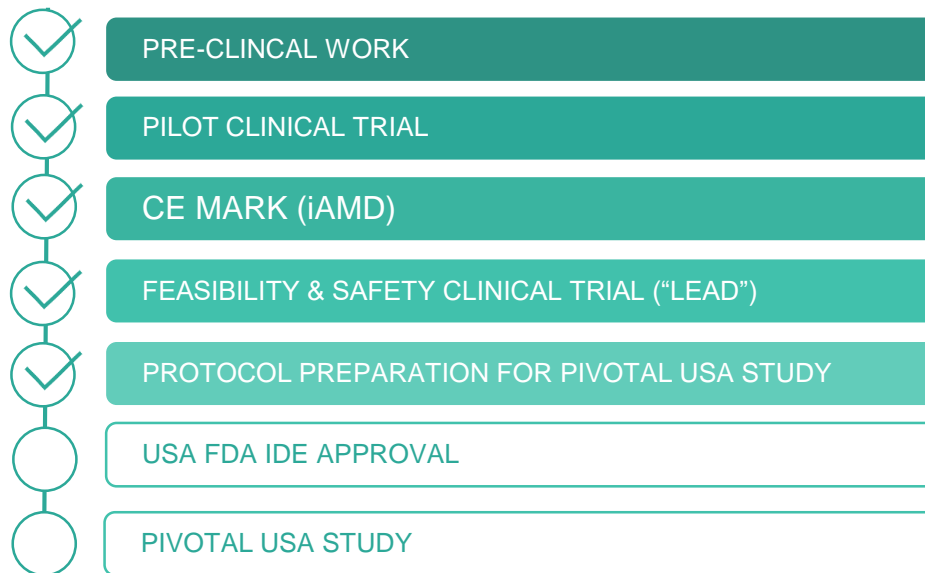 PRE-CLINCAL WORK
PILOT CLINICAL TRIAL
CE MARK (iAMD)
FEASIBILITY & SAFETY CLINICAL TRIAL (“LEAD”)
PROTOCOL PREPARATION FOR PIVOTAL USA STUDY
USA FDA IDE APPROVAL
PIVOTAL USA STUDY